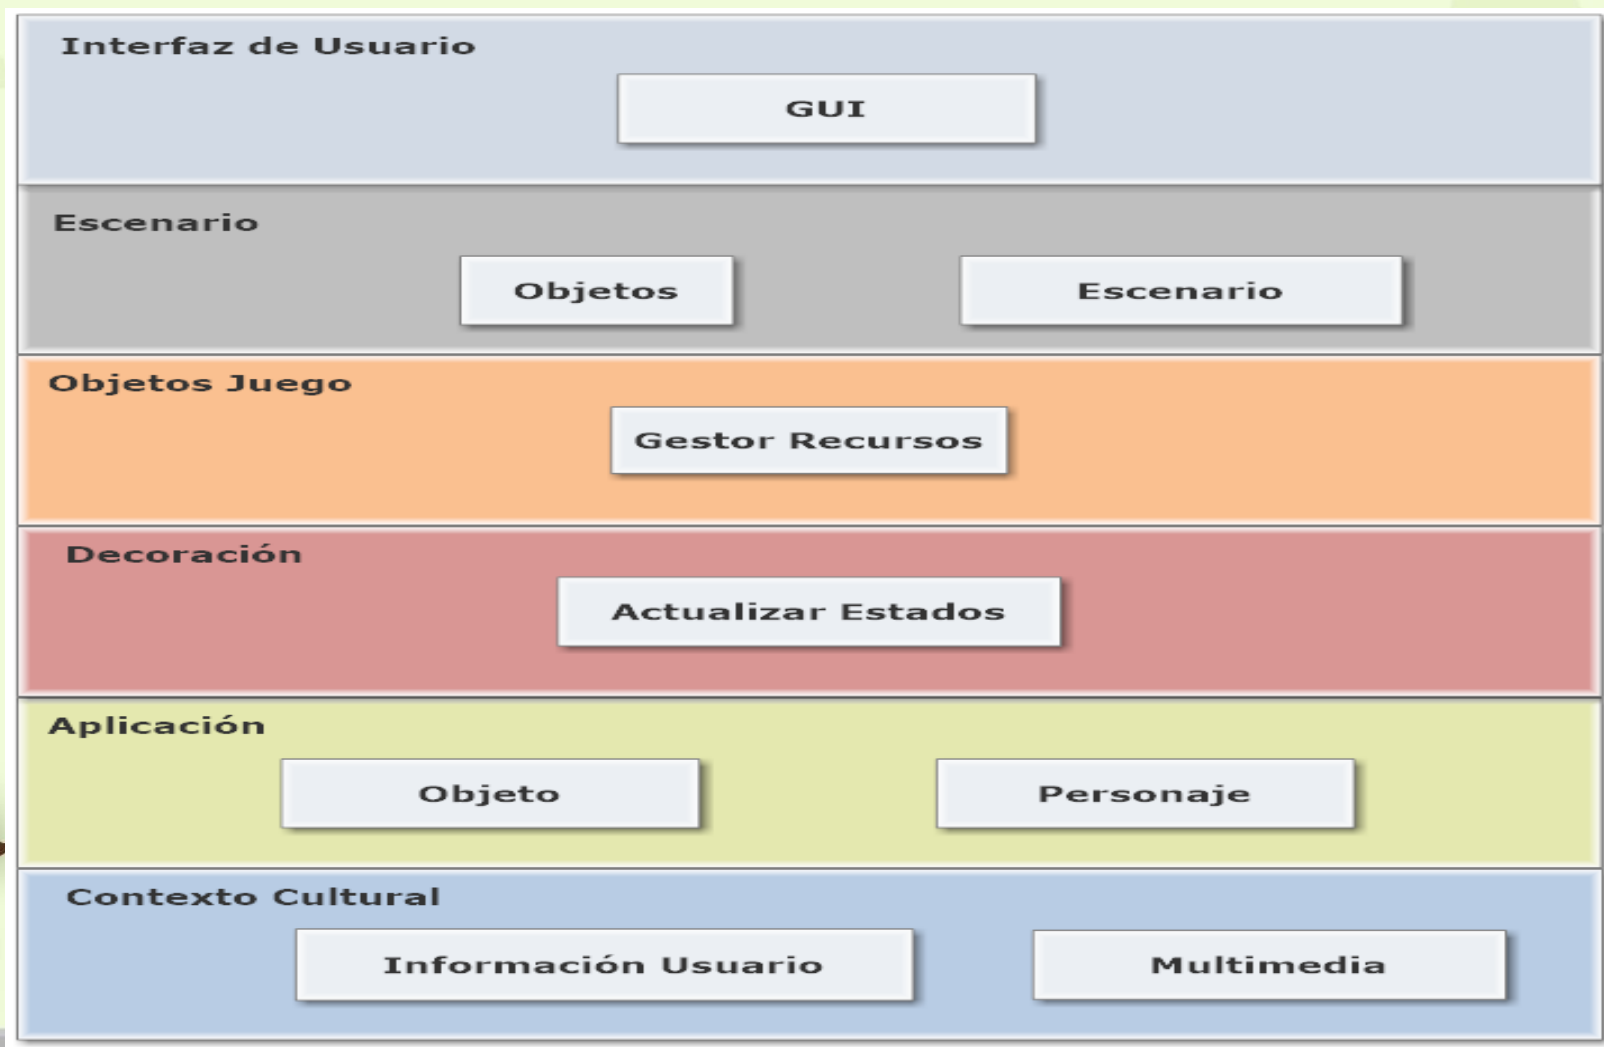 Interfaz de Usuario
GUI
Escenario
Objetos
Escenario
Objetos Juego
Gestor Recursos
Decoración
Actualizar Estados
Aplicación
Objeto
Personaje
Contexto Cultural
Información Usuario
Multimedia